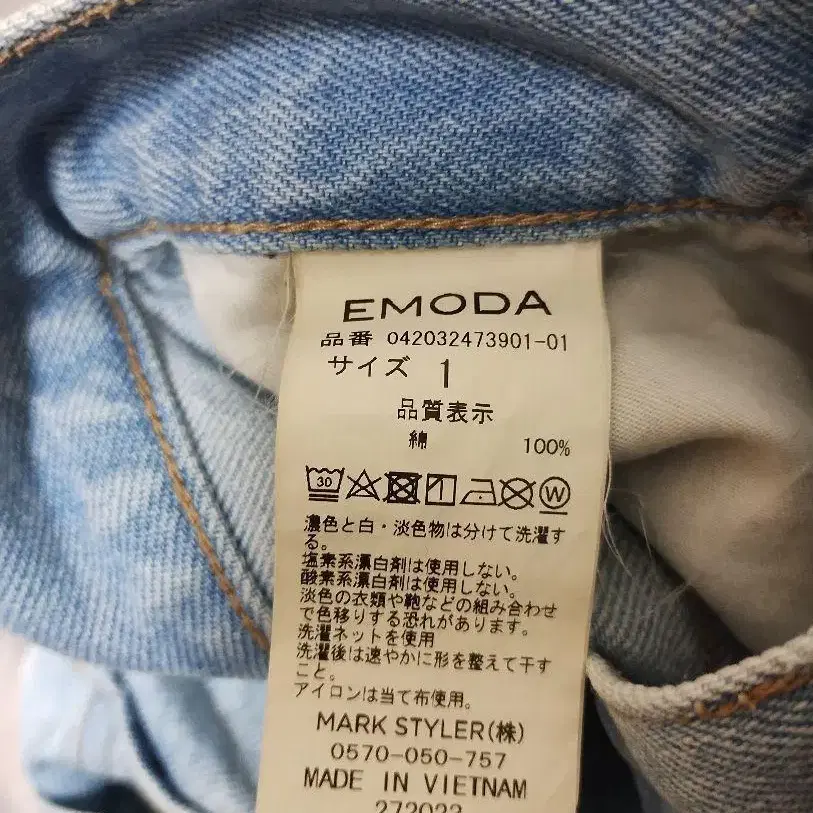 EMODA
品番 042032473901-01
サイズ 1
品質表示
綿 100%
30 W
濃色と白・淡色物は分けて洗濯す
る。
塩素系漂白剤は使用しない。
酸素系漂白剤は使用しない。
淡色の衣類や鞄などの組み合わせ
で色移りする恐れがあります。
洗濯ネットを使用
洗濯後は速やかに形を整えて干す
こと。
アイロンは当て布使用。
MARK STYLER(株)
0570-050-757
MADE IN VIETNAM